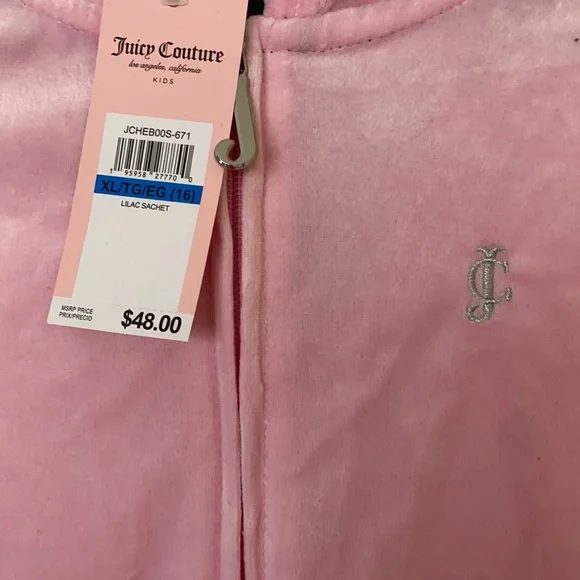 Juicy Couture
los angeles, california
KIDS
JCHEB00S-671
1 95958 27770 0
XL/TG/EG (16)
LILAC SACHET
MSRP PRICE
PRIX/PRECIO
$48.00
JC